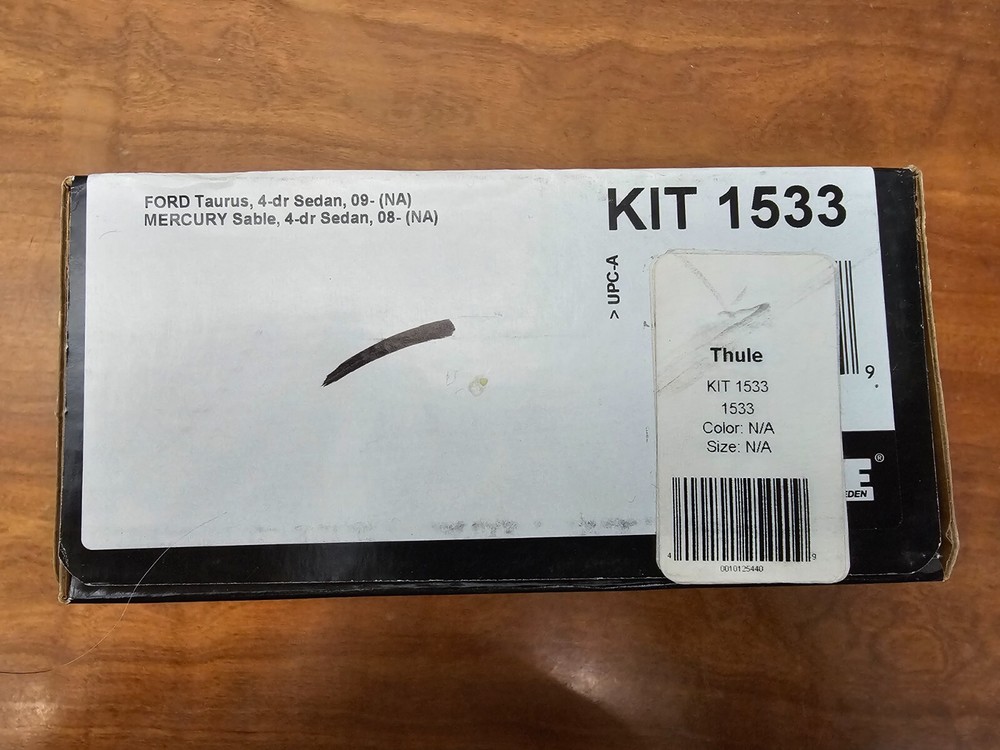 FORD Taurus, 4-dr Sedan, 09- (NA)
MERCURY Sable, 4-dr Sedan, 08- (NA)
KIT 1533
> UPC-A
9
Thule
KIT 1533
1533
Color: N/A
Size: N/A
4 9
0010125440
E®
EDEN